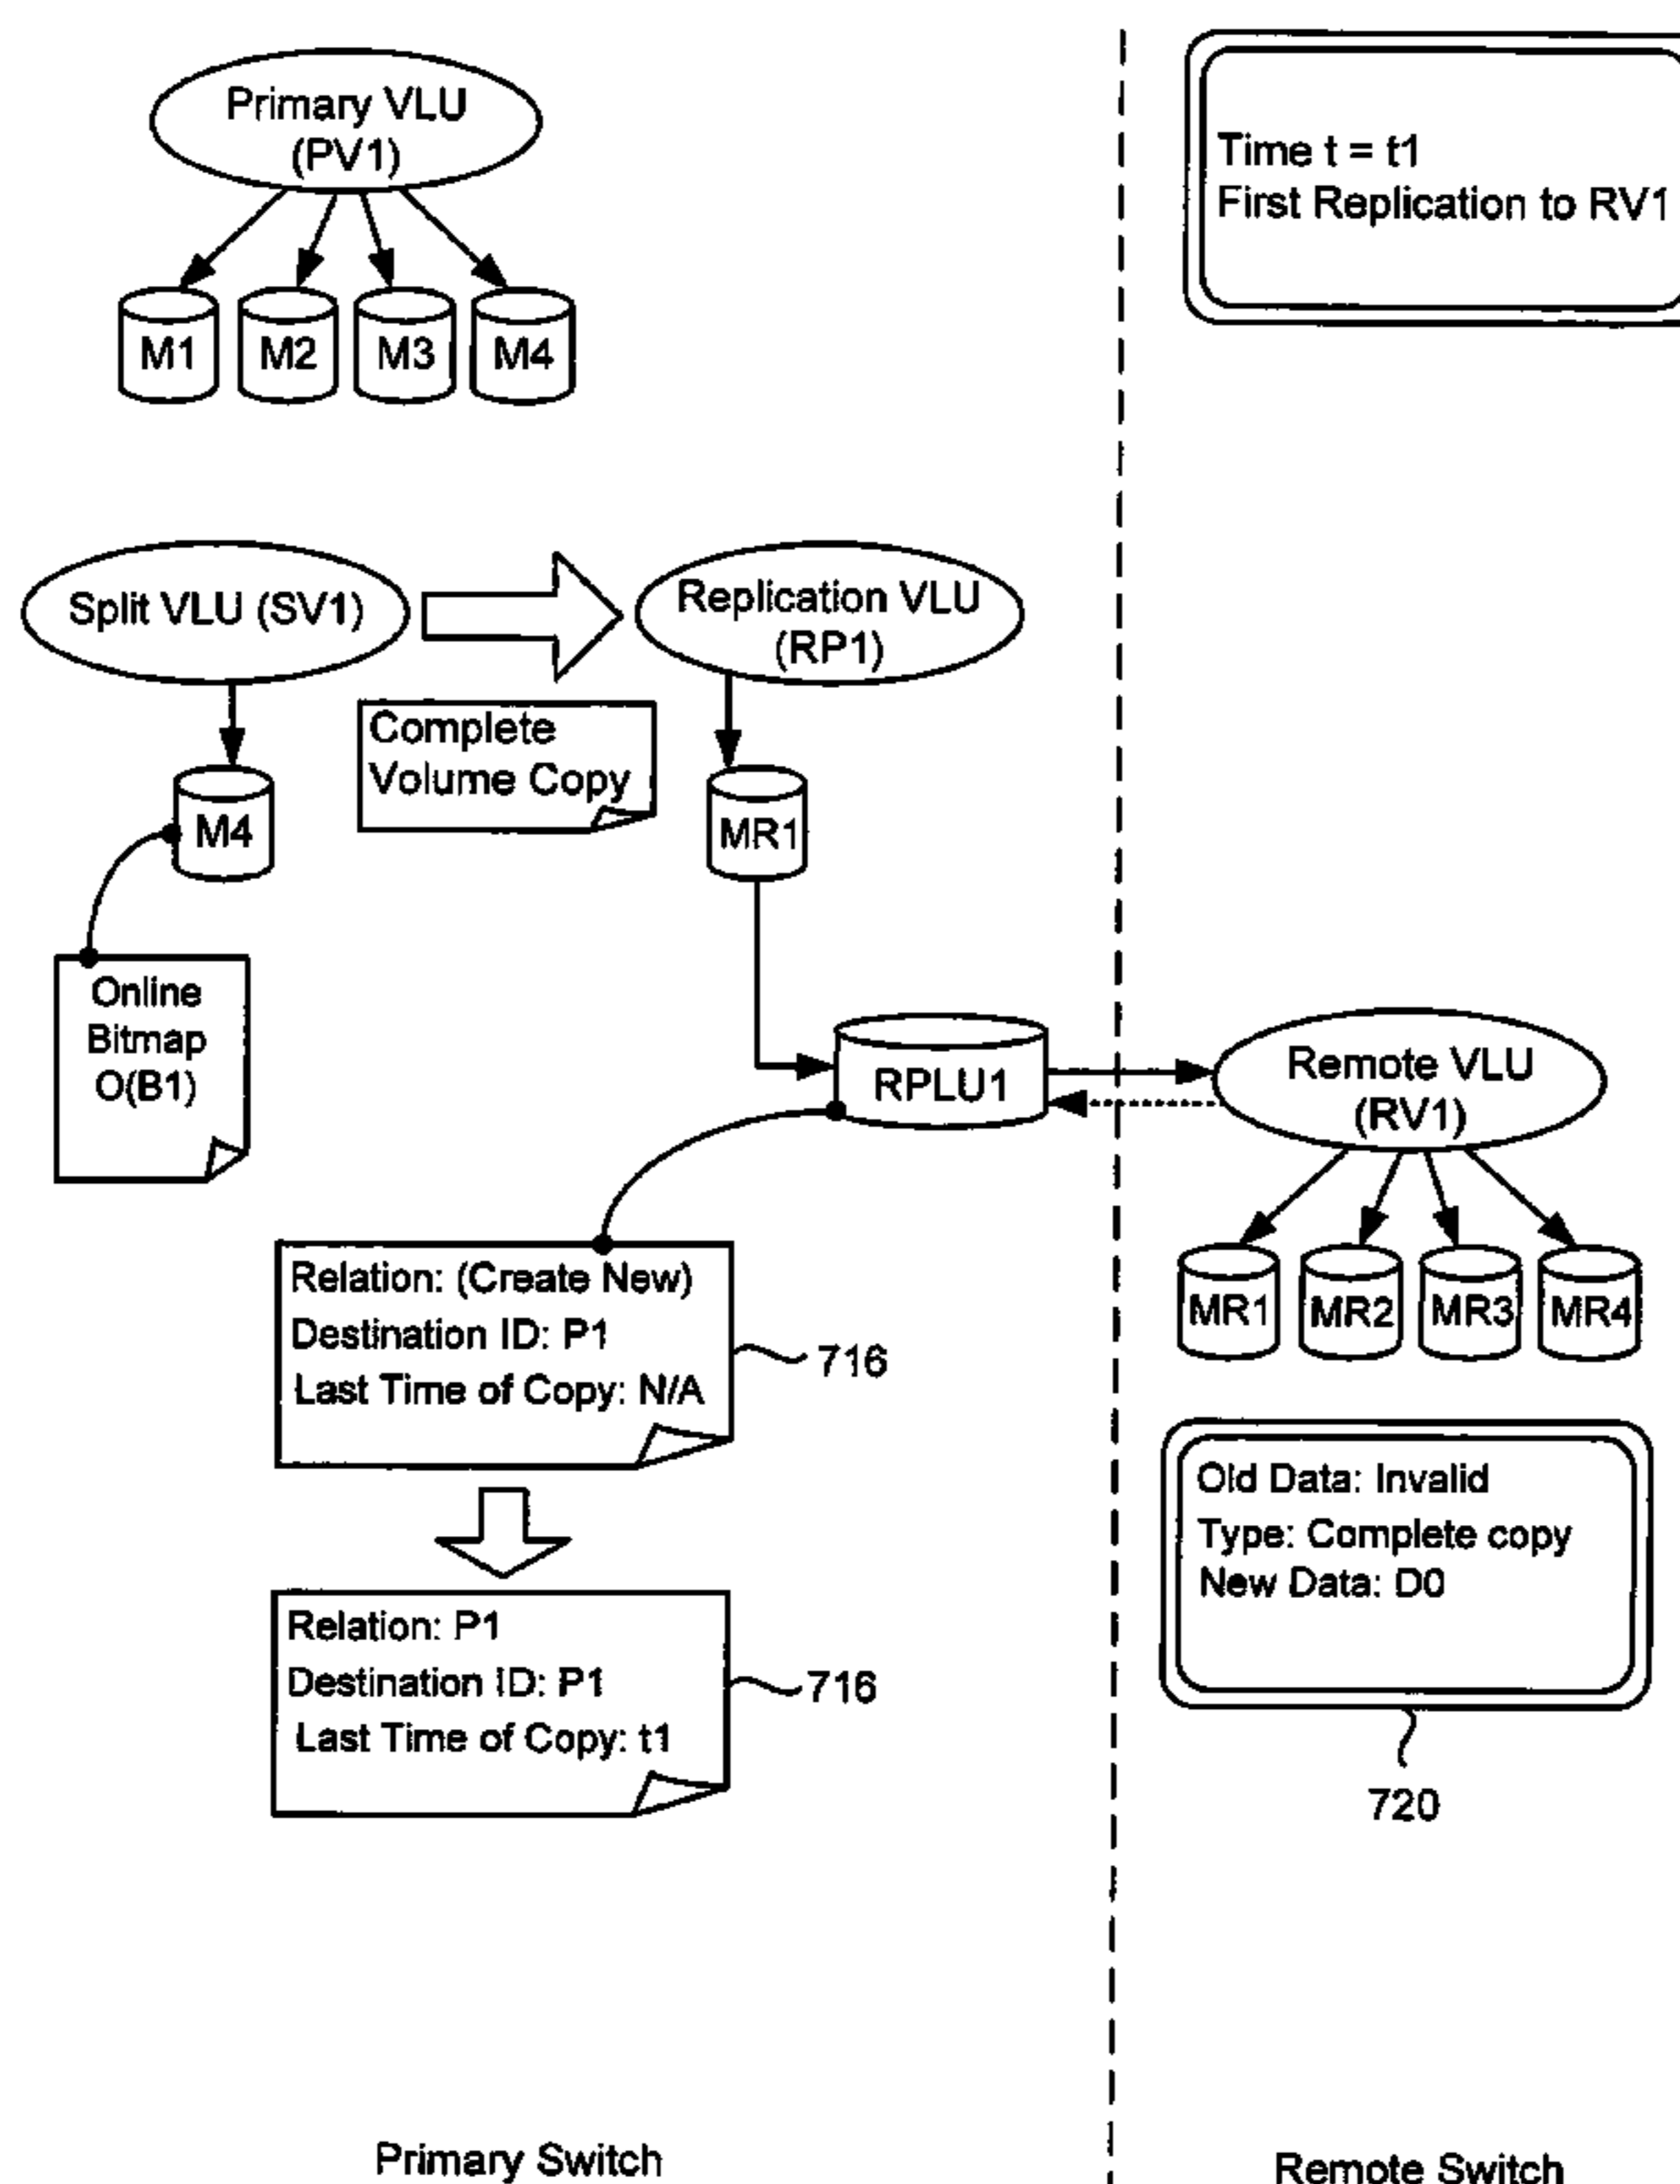 Primary VLU
(PV1)
Time t = t1
First Replication to RV1
M1
M2
M3
M4
Split VLU (SV1)
Replication VLU
(RP1)
Complete
Volume Copy
M4
MR1
Online
Bitmap
O(B1)
RPLU1
Remote VLU
(RV1)
MR1
MR2
MR3
MR4
Relation: (Create New)
Destination ID: P1
Last Time of Copy: N/A
716
Old Data: Invalid
Type: Complete copy
New Data: D0
720
Relation: P1
Destination ID: P1
Last Time of Copy: t1
716
Primary Switch
Remote Switch